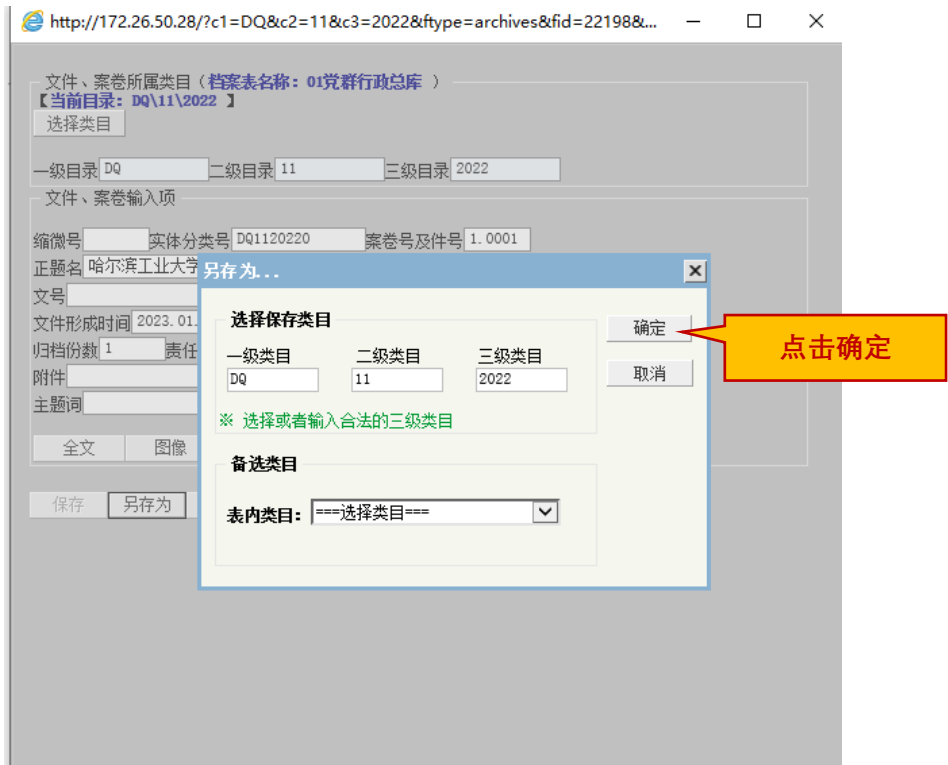 http://172.26.50.28/?c1=DQ&c2=11&c3=2022&ftype=archives&fid=22198&...
文件、案卷所属类目（档案表名称：01党群行政总库 ）
【当前目录：DQ\11\2022 】
选择类目
一级目录 DQ 二级目录 11 三级目录 2022
文件、案卷输入项
缩微号 实体分类号 DQ1120220 案卷号及件号 1.0001
正题名 哈尔滨工业大学
文号
文件形成时间 2023.01.
归档份数 1 责任
附件
主题词
全文 图像
保存 另存为
另存为...
选择保存类目
一级类目 二级类目 三级类目
DQ 11 2022
※ 选择或者输入合法的三级类目
备选类目
表内类目： ===选择类目===
确定
取消
点击确定